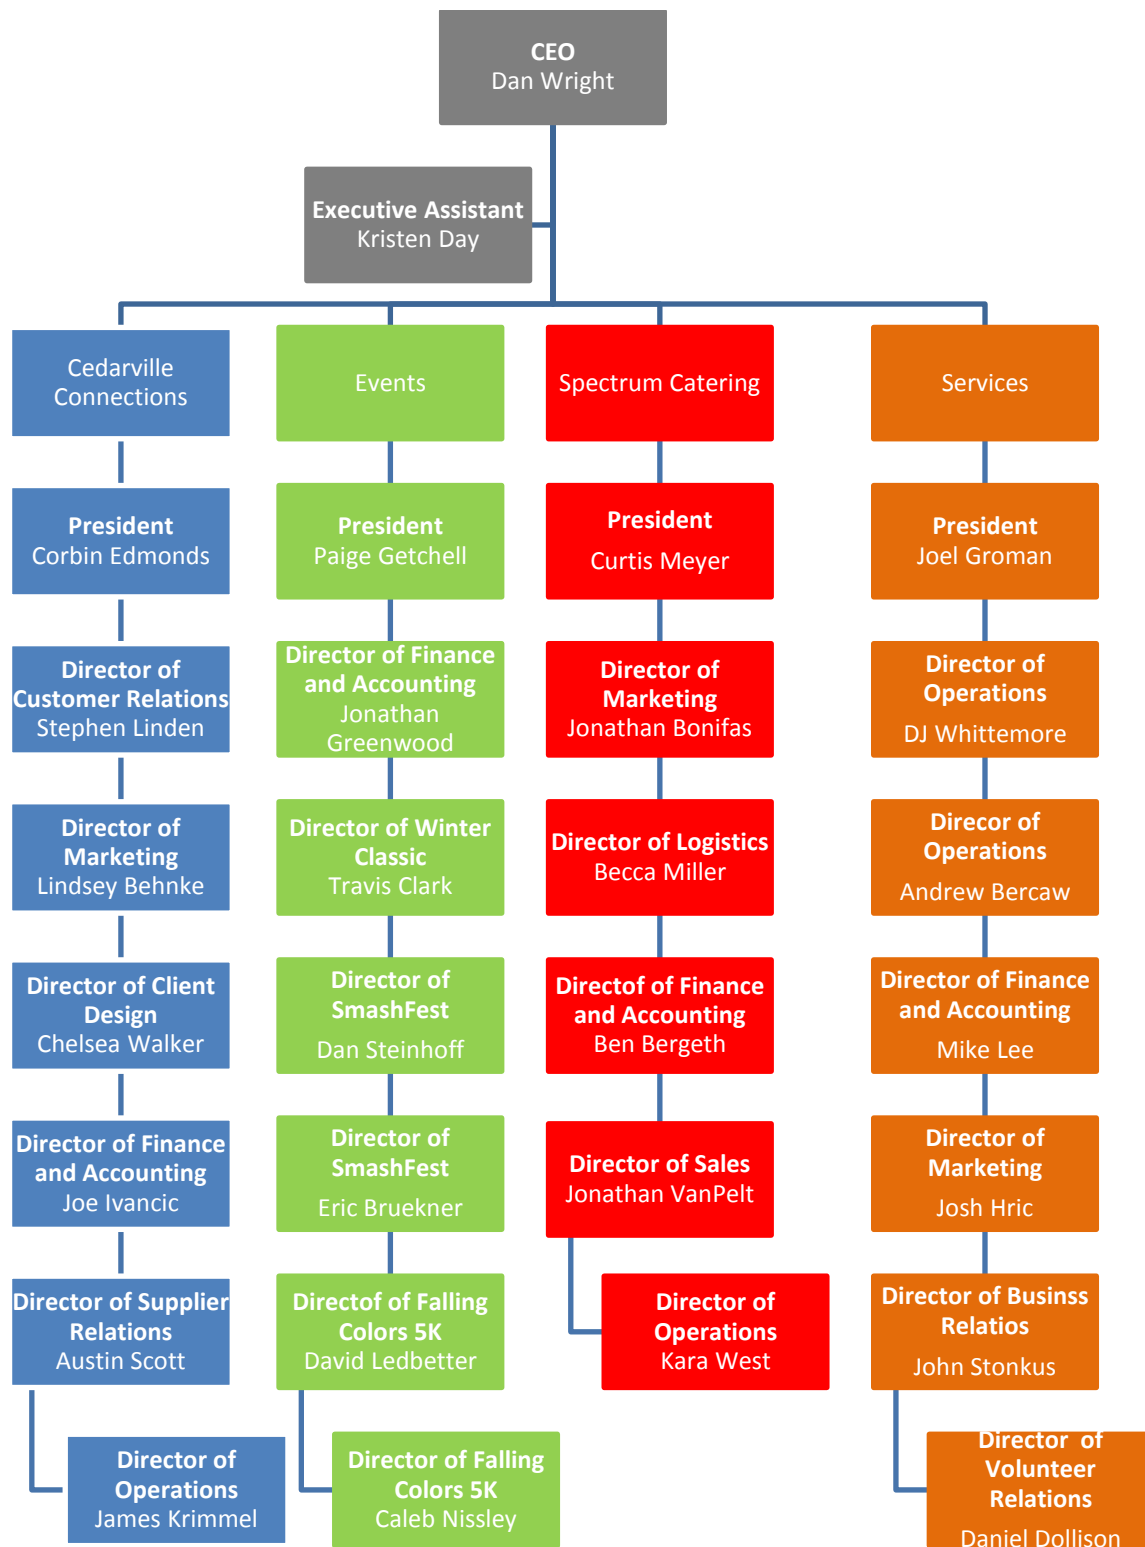 CEO
Dan Wright
Executive Assistant
Kristen Day
Cedarville
Connections
President
Corbin Edmonds
Director of
Customer Relations
Stephen Linden
Director of
Marketing
Lindsey Behnke
Director of Client
Design
Chelsea Walker
Director of Finance
and Accounting
Joe Ivancic
Director of Supplier
Relations
Austin Scott
Director of
Operations
James Krimmel
Events
President
Paige Getchell
Director of Finance
and Accounting
Jonathan
Greenwood
Director of Winter
Classic
Travis Clark
Director of
SmashFest
Dan Steinhoff
Director of
SmashFest
Eric Bruekner
Directof of Falling
Colors 5K
David Ledbetter
Director of Falling
Colors 5K
Caleb Nissley
Spectrum Catering
President
Curtis Meyer
Director of
Marketing
Jonathan Bonifas
Director of Logistics
Becca Miller
Directof of Finance
and Accounting
Ben Bergeth
Director of Sales
Jonathan VanPelt
Director of
Operations
Kara West
Services
President
Joel Groman
Director of
Operations
DJ Whittemore
Direcor of
Operations
Andrew Bercaw
Director of Finance
and Accounting
Mike Lee
Director of
Marketing
Josh Hric
Director of Businss
Relatios
John Stonkus
Director of
Volunteer
Relations
Daniel Dollison